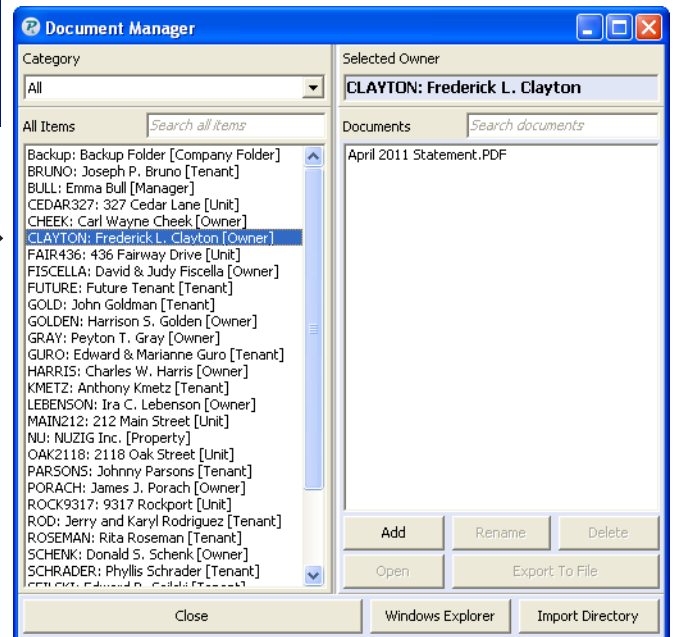 Document Manager
Category
All
Selected Owner
CLAYTON: Frederick L. Clayton
All Items
Search all items
Documents
Search documents
Backup: Backup Folder [Company Folder]
BRUNO: Joseph P. Bruno [Tenant]
BULL: Emma Bull [Manager]
CEDAR327: 327 Cedar Lane [Unit]
CHEEK: Carl Wayne Cheek [Owner]
CLAYTON: Frederick L. Clayton [Owner]
FAIR436: 436 Fairway Drive [Unit]
FISCELLA: David & Judy Fiscella [Owner]
FUTURE: Future Tenant [Tenant]
GOLD: John Goldman [Tenant]
GOLDEN: Harrison S. Golden [Owner]
GRAY: Peyton T. Gray [Owner]
GURO: Edward & Marianne Guro [Tenant]
HARRIS: Charles W. Harris [Owner]
KMETZ: Anthony Kmetz [Tenant]
LEBENSON: Ira C. Lebenson [Owner]
MAIN212: 212 Main Street [Unit]
NU: NUZIG Inc. [Property]
OAK2118: 2118 Oak Street [Unit]
PARSONS: Johnny Parsons [Tenant]
PORACH: James J. Porach [Owner]
ROCK9317: 9317 Rockport [Unit]
ROD: Jerry and Karyl Rodriguez [Tenant]
ROSEMAN: Rita Roseman [Tenant]
SCHENK: Donald S. Schenk [Owner]
SCHRADER: Phyllis Schrader [Tenant]
April 2011 Statement.PDF
Add
Rename
Delete
Open
Export To File
Close
Windows Explorer
Import Directory